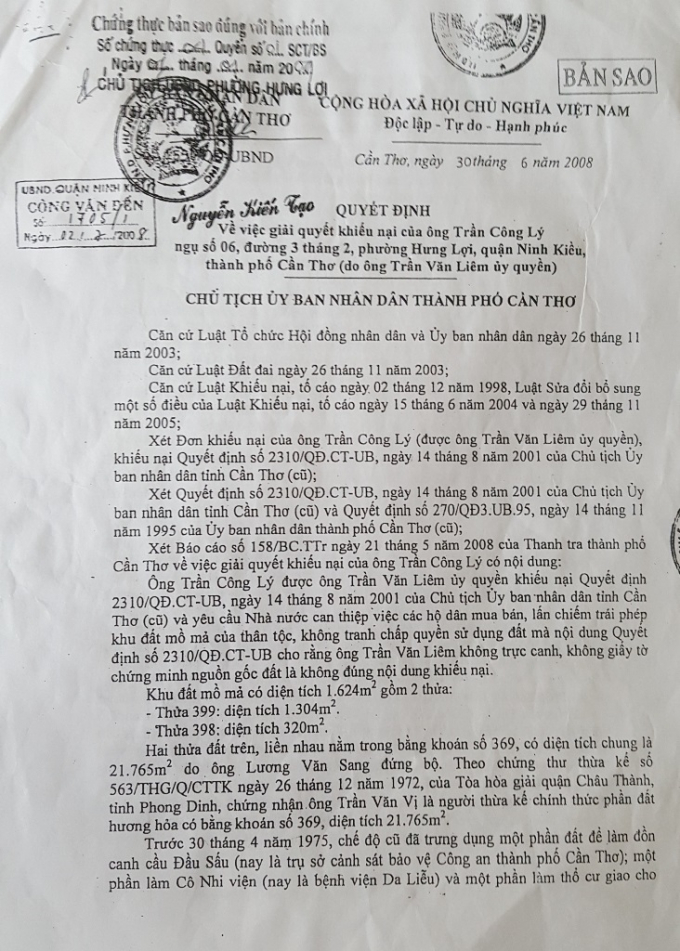 Chứng thực bản sao đúng với bản chính
Số chứng thực Quyển số 01 SCT/BS
Ngày tháng năm
CHỦ TỊCH UBND PHƯỜNG HƯNG LỢI
BẢN SAO
NHÂN DÂN
THÀNH PHỐ CẦN THƠ
UBND
CỘNG HÒA XÃ HỘI CHỦ NGHĨA VIỆT NAM
Độc lập - Tự do - Hạnh phúc
Cần Thơ, ngày 30 tháng 6 năm 2008
UBND QUẬN NINH KIỀU
CÔNG VĂN ĐẾN
Số 1705/1
Ngày 02/ /2008
Nguyễn Kiến Tạo
QUYẾT ĐỊNH
Về việc giải quyết khiếu nại của ông Trần Công Lý
ngụ số 06, đường 3 tháng 2, phường Hưng Lợi, quận Ninh Kiều,
thành phố Cần Thơ (do ông Trần Văn Liêm ủy quyền)
CHỦ TỊCH ỦY BAN NHÂN DÂN THÀNH PHỐ CẦN THƠ
Căn cứ Luật Tổ chức Hội đồng nhân dân và Ủy ban nhân dân ngày 26 tháng 11
năm 2003;
Căn cứ Luật Đất đai ngày 26 tháng 11 năm 2003;
Căn cứ Luật Khiếu nại, tố cáo ngày 02 tháng 12 năm 1998, Luật Sửa đổi bổ sung
một số điều của Luật Khiếu nại, tố cáo ngày 15 tháng 6 năm 2004 và ngày 29 tháng 11
năm 2005;
Xét Đơn khiếu nại của ông Trần Công Lý (được ông Trần Văn Liêm ủy quyền),
khiếu nại Quyết định số 2310/QĐ.CT-UB, ngày 14 tháng 8 năm 2001 của Chủ tịch Ủy
ban nhân dân tỉnh Cần Thơ (cũ);
Xét Quyết định số 2310/QĐ.CT-UB, ngày 14 tháng 8 năm 2001 của Chủ tịch Ủy
ban nhân dân tỉnh Cần Thơ (cũ) và Quyết định số 270/QĐ3.UB.95, ngày 14 tháng 11
năm 1995 của Ủy ban nhân dân thành phố Cần Thơ (cũ);
Xét Báo cáo số 158/BC.TTr ngày 21 tháng 5 năm 2008 của Thanh tra thành phố
Cần Thơ về việc giải quyết khiếu nại của ông Trần Công Lý có nội dung:
Ông Trần Công Lý được ông Trần Văn Liêm ủy quyền khiếu nại Quyết định
2310/QĐ.CT-UB, ngày 14 tháng 8 năm 2001 của Chủ tịch Ủy ban nhân dân tỉnh Cần
Thơ (cũ) và yêu cầu Nhà nước can thiệp việc các hộ dân mua bán, lấn chiếm trái phép
khu đất mồ mả của thân tộc, không tranh chấp quyền sử dụng đất mà nội dung Quyết
định số 2310/QĐ.CT-UB cho rằng ông Trần Văn Liêm không trực canh, không giấy tờ
chứng minh nguồn gốc đất là không đúng nội dung khiếu nại.
Khu đất mồ mả có diện tích 1.624m² gồm 2 thửa:
- Thửa 399: diện tích 1.304m².
- Thửa 398: diện tích 320m².
Hai thửa đất trên, liền nhau nằm trong bằng khoán số 369, có diện tích chung là
21.765m² do ông Lương Văn Sang đứng bộ. Theo chứng thư thừa kế số
563/THG/Q/CTTK ngày 26 tháng 12 năm 1972, của Tòa hòa giải quận Châu Thành,
tỉnh Phong Dinh, chứng nhận ông Trần Văn Vị là người thừa kế chính thức phần đất
hương hỏa có bằng khoán số 369, diện tích 21.765m².
Trước 30 tháng 4 năm 1975, chế độ cũ đã trưng dụng một phần đất để làm đồn
canh cầu Đầu Sấu (nay là trụ sở cảnh sát bảo vệ Công an thành phố Cần Thơ); một
phần làm Cô Nhi viện (nay là bệnh viện Da Liễu) và một phần làm thổ cư giao cho